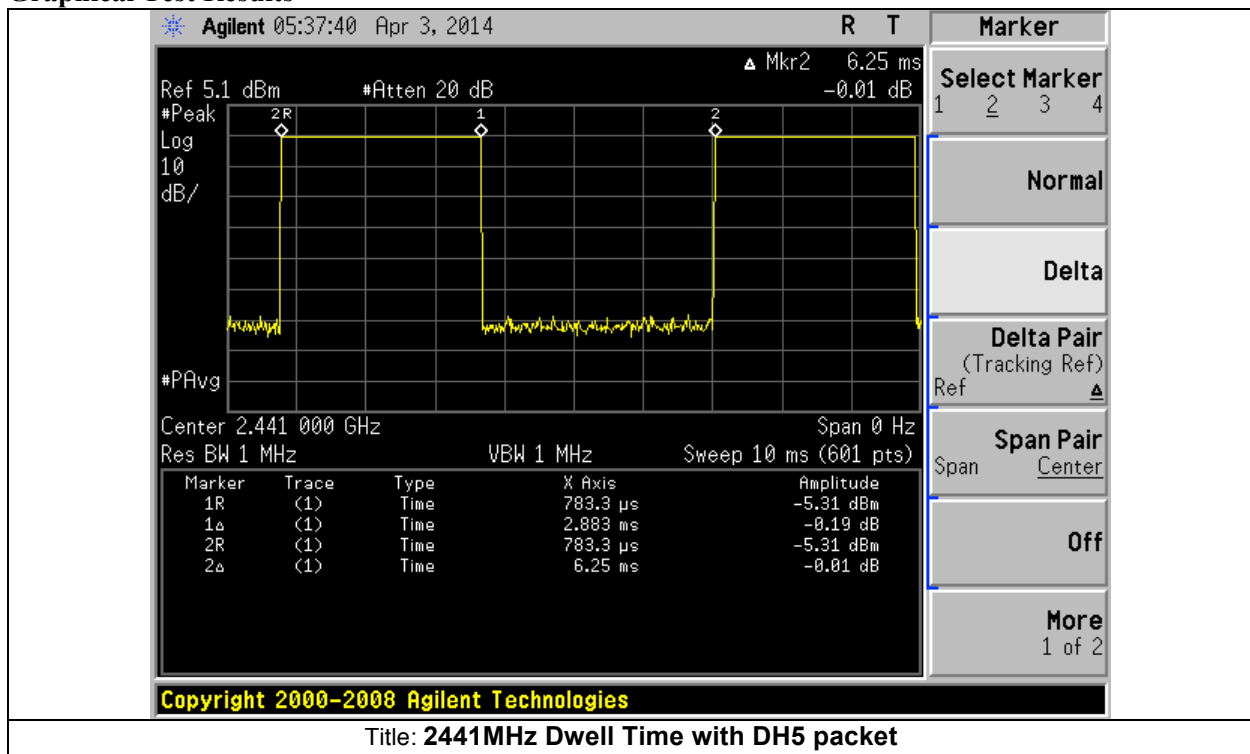 Graphical Test Results
Agilent 05:37:40 Apr 3, 2014 R T
Δ Mkr2 6.25 ms
Ref 5.1 dBm #Atten 20 dB -0.01 dB
#Peak
Log
10
dB/
2R 1 2
#PAvg
Center 2.441 000 GHz Span 0 Hz
Res BW 1 MHz VBW 1 MHz Sweep 10 ms (601 pts)
Marker Trace Type X Axis Amplitude
1R (1) Time 783.3 µs -5.31 dBm
1Δ (1) Time 2.883 ms -0.19 dB
2R (1) Time 783.3 µs -5.31 dBm
2Δ (1) Time 6.25 ms -0.01 dB
Copyright 2000-2008 Agilent Technologies
Marker
Select Marker
1 2 3 4
Normal
Delta
Delta Pair
(Tracking Ref)
Ref Δ
Span Pair
Span Center
Off
More
1 of 2
Title: 2441MHz Dwell Time with DH5 packet